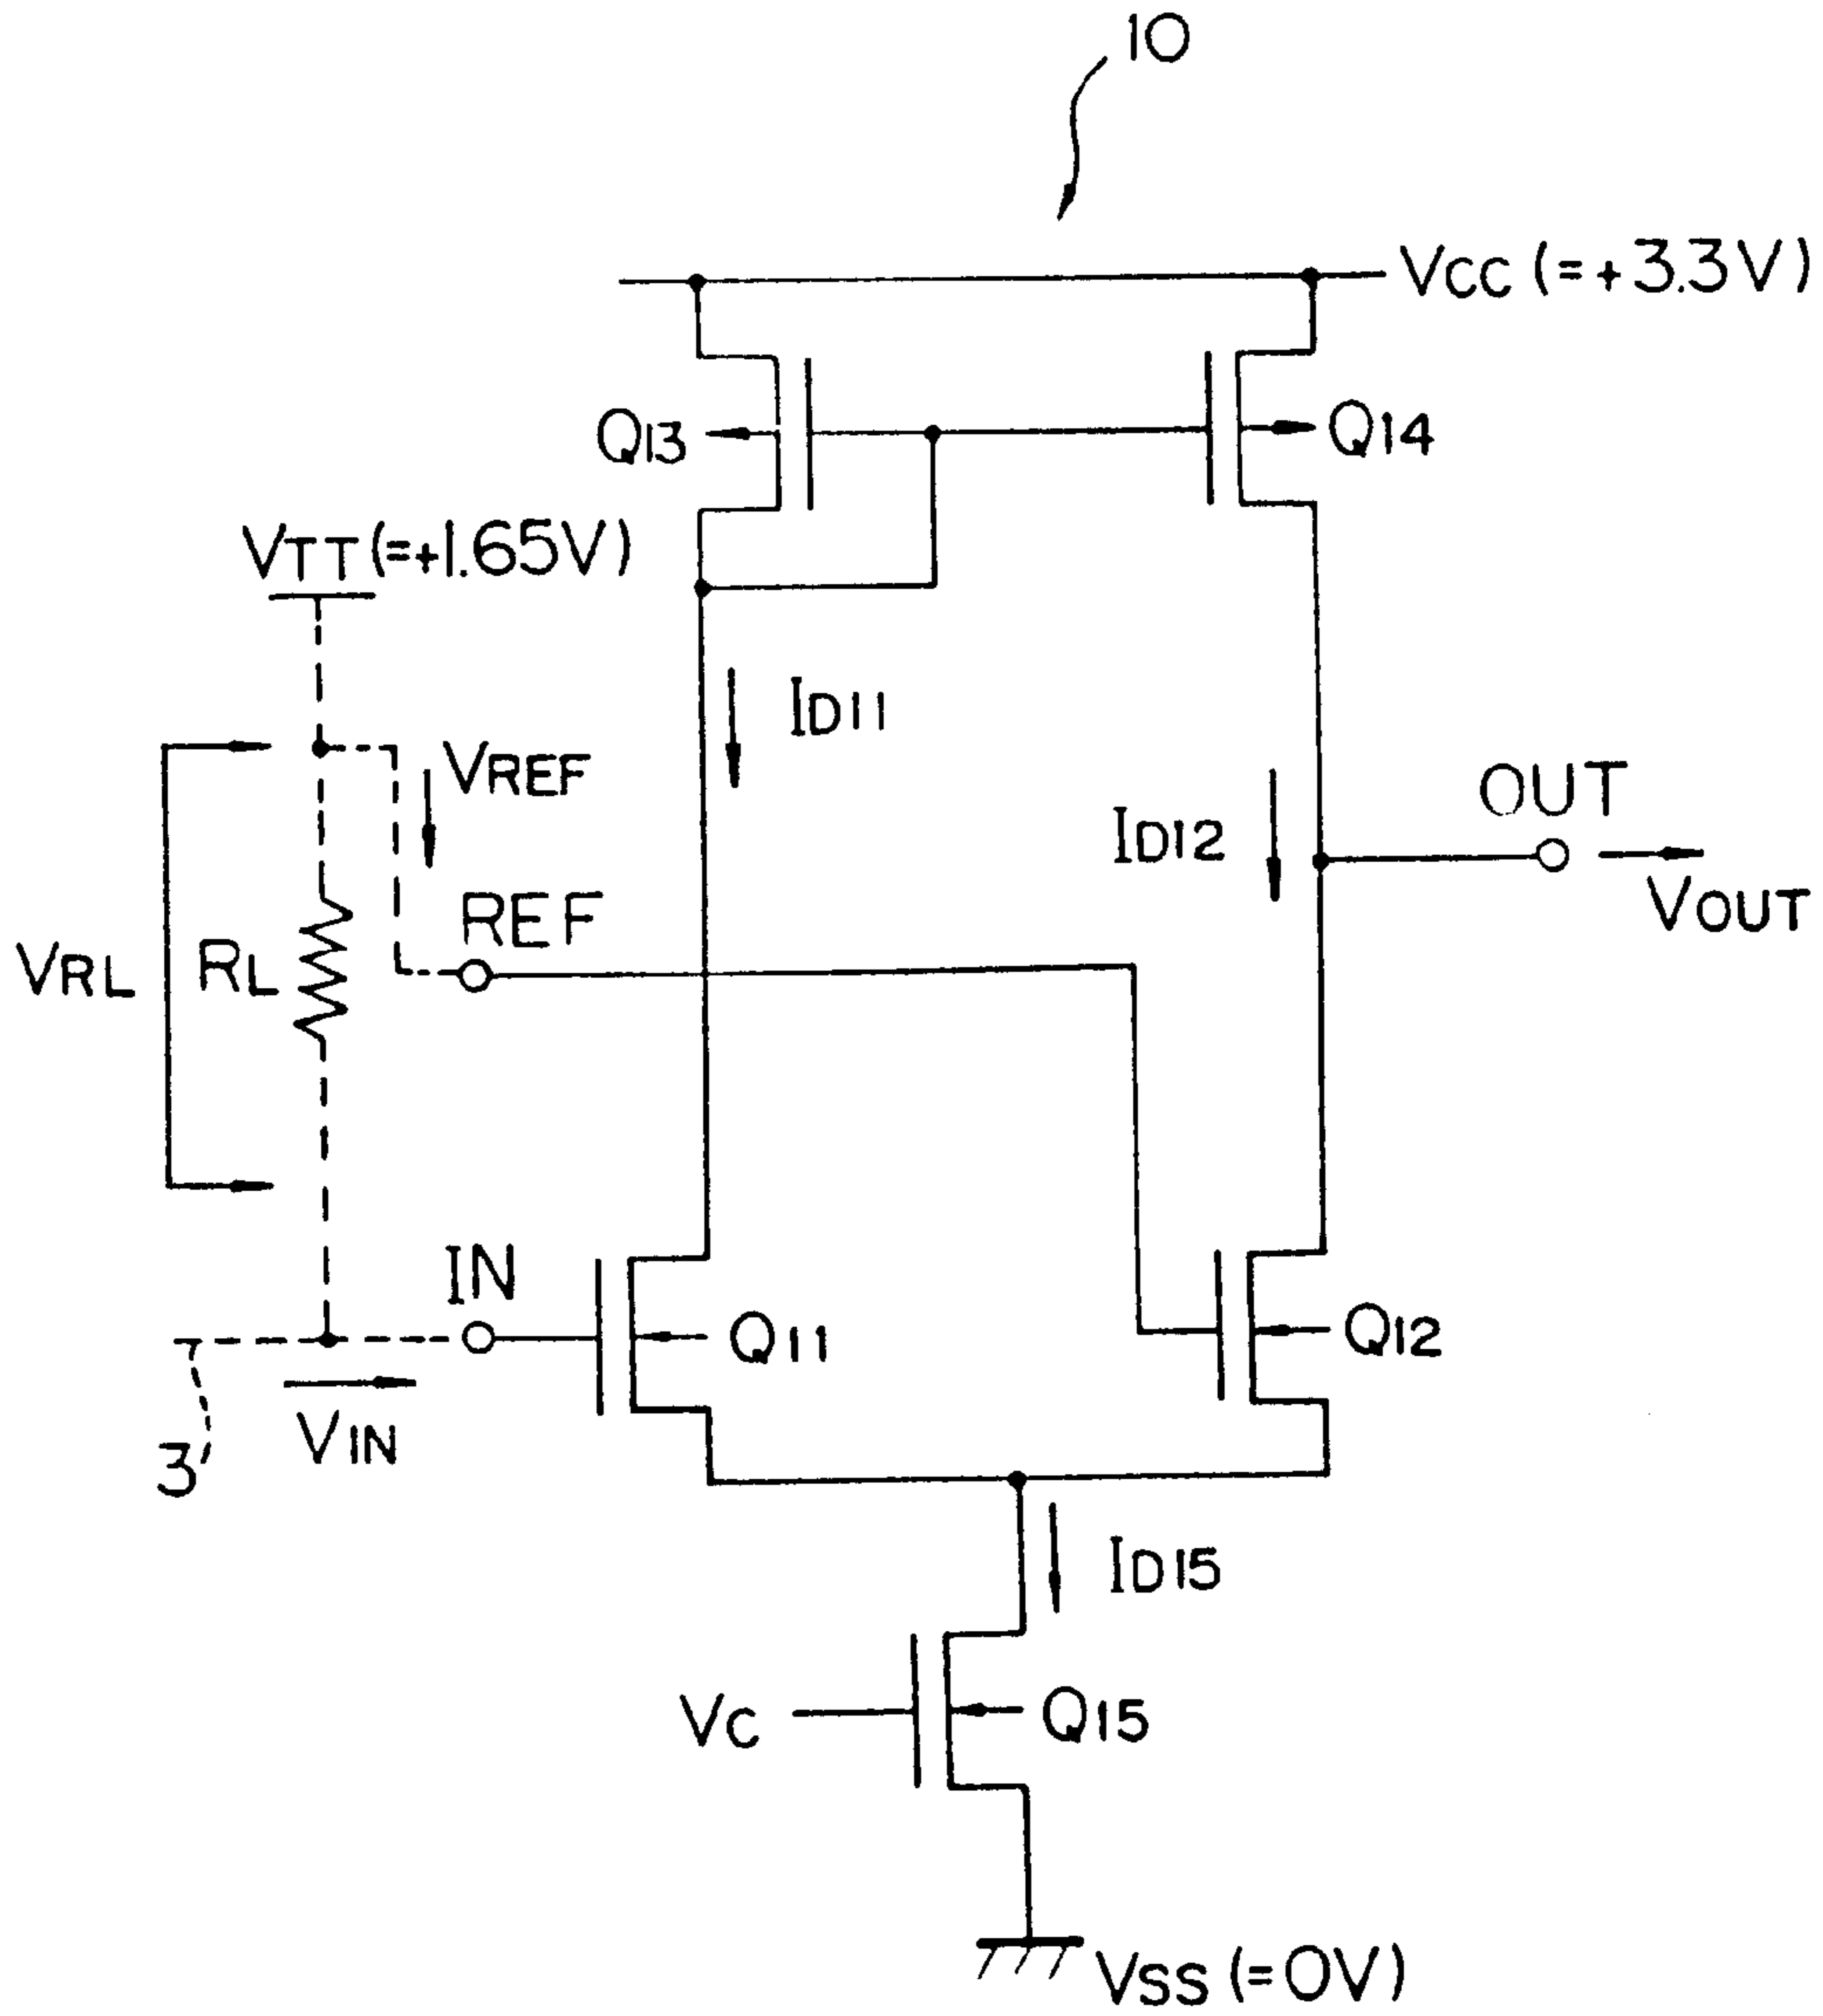 10
VCC (=+3.3V)
Q13
Q14
VTT (=+1.65V)
ID11
VREF
ID12
OUT
VOUT
REF
VRL
RL
IN
Q11
Q12
VIN
3'
ID15
VC
Q15
VSS (=0V)